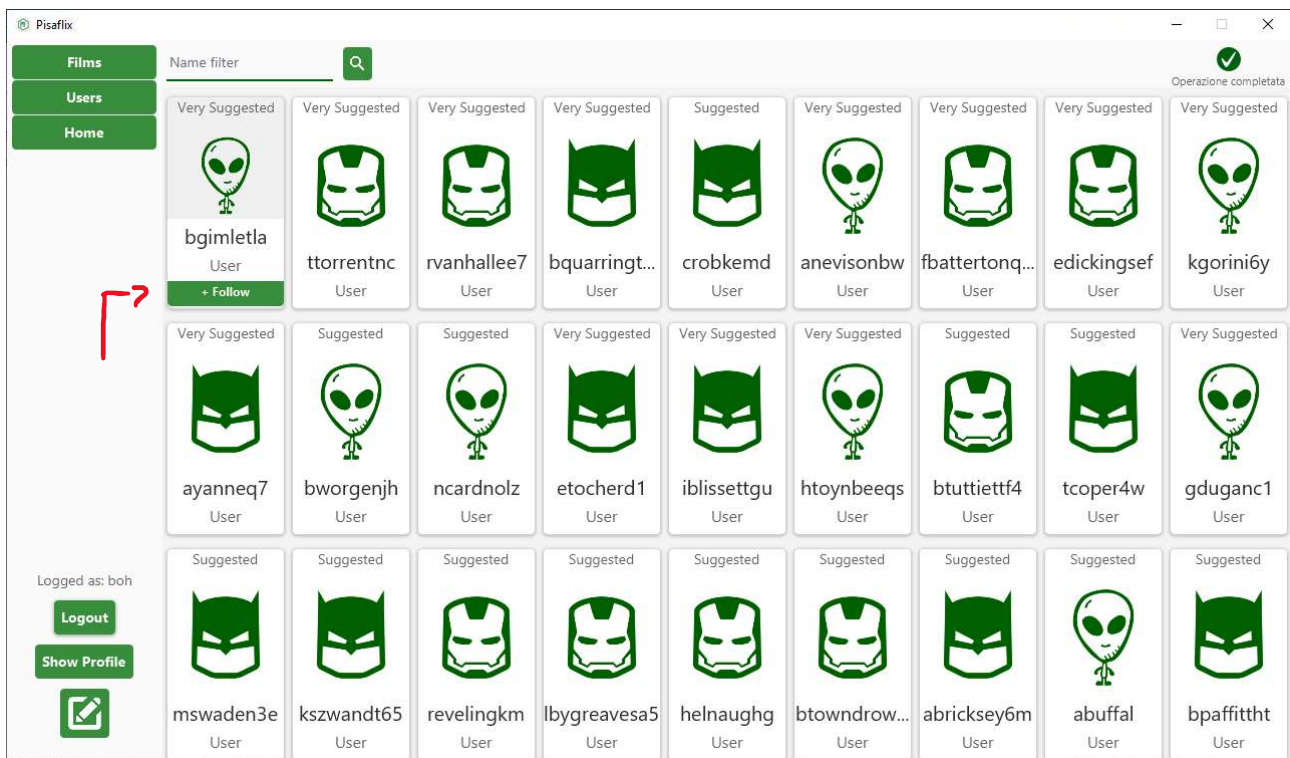 Pisaflix
Films
Users
Home
Name filter
Operazione completata
Very Suggested
Very Suggested
Very Suggested
Very Suggested
Suggested
Very Suggested
Very Suggested
Very Suggested
Very Suggested
bgimletla
ttorrentnc
rvanhallee7
bquarringt...
crobkemd
anevisonbw
fbattertonq...
edickingsef
kgorini6y
User
User
User
User
User
User
User
User
User
+ Follow
Very Suggested
Suggested
Suggested
Very Suggested
Very Suggested
Very Suggested
Suggested
Suggested
Very Suggested
ayanneq7
bworgenjh
ncardnolz
etocherd1
iblissettgu
htoynbeeqs
btuttiettf4
tcoper4w
gduganc1
User
User
User
User
User
User
User
User
User
Suggested
Suggested
Suggested
Suggested
Suggested
Suggested
Suggested
Suggested
Suggested
mswaden3e
kszwandt65
revelingkm
lbygreavesa5
helnaughg
btowndrow...
abricksey6m
abuffal
bpaffittht
User
User
User
User
User
User
User
User
User
Logged as: boh
Logout
Show Profile